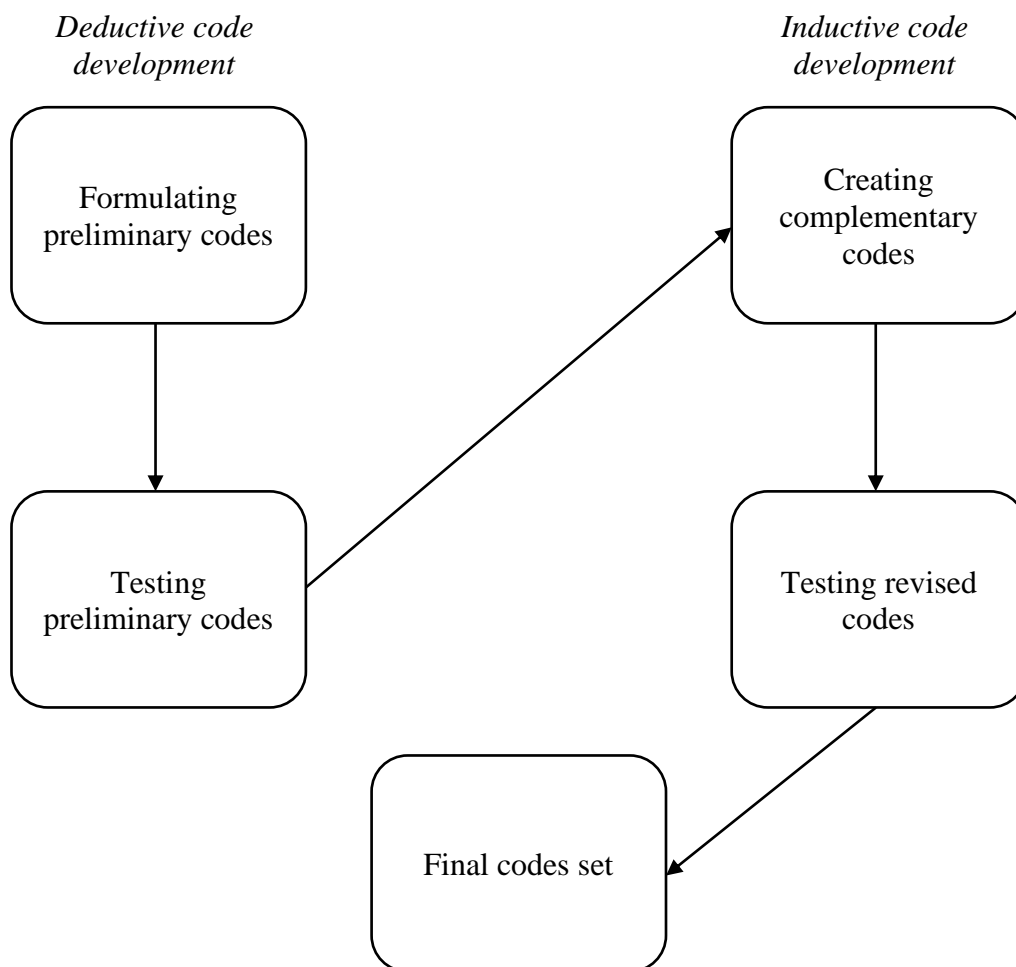 Deductive code
development
Formulating
preliminary codes
Testing
preliminary codes
Inductive code
development
Creating
complementary
codes
Testing revised
codes
Final codes set